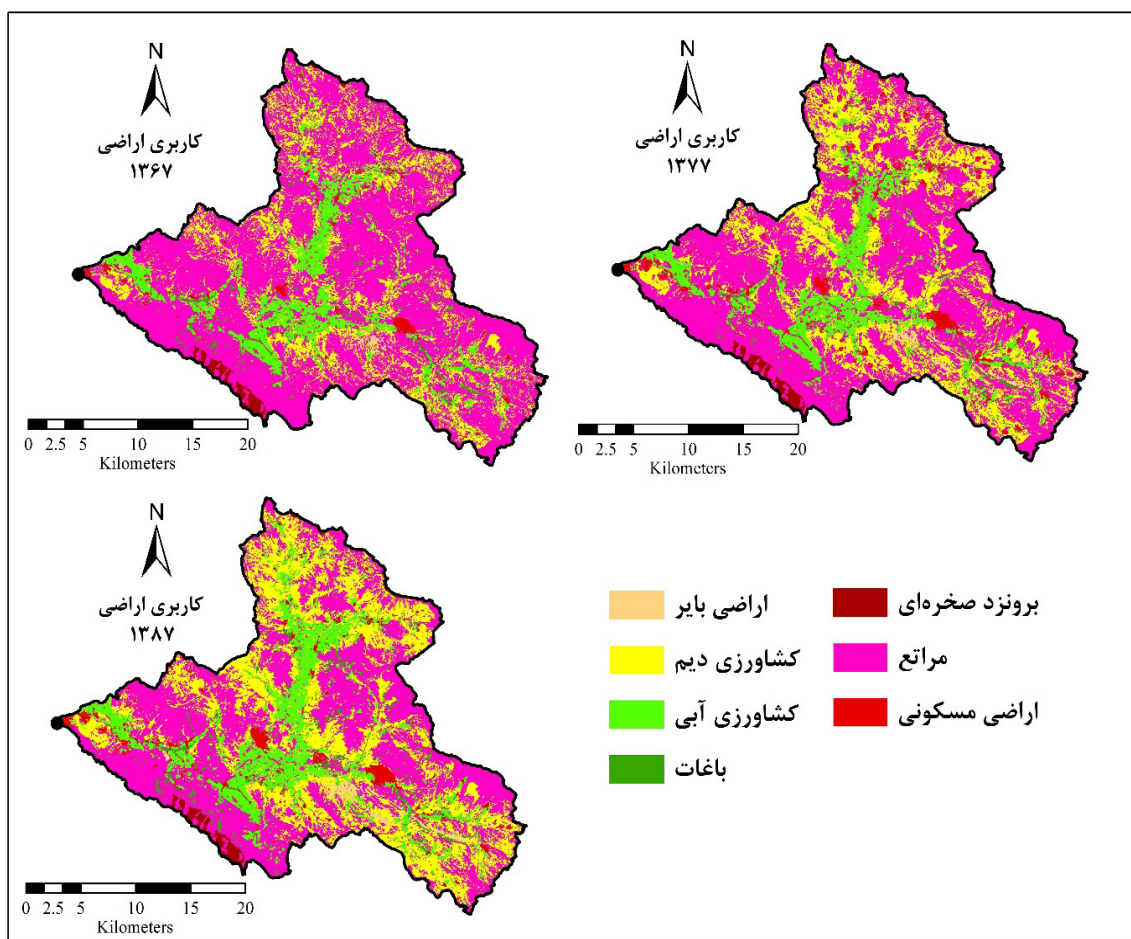 N
کاربری اراضی
۱۳۶۷
0 2.5 5 10 15 20
Kilometers
N
کاربری اراضی
۱۳۷۷
0 2.5 5 10 15 20
Kilometers
N
کاربری اراضی
۱۳۸۷
0 2.5 5 10 15 20
Kilometers
برونزد صخره‌ای
اراضی بایر
مراتع
کشاورزی دیم
اراضی مسکونی
کشاورزی آبی
باغات